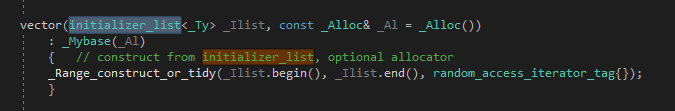 vector(initializer_list<_Ty> _Ilist, const _Alloc& _Al = _Alloc())
: _Mybase(_Al)
{ // construct from initializer_list, optional allocator
_Range_construct_or_tidy(_Ilist.begin(), _Ilist.end(), random_access_iterator_tag{});
}